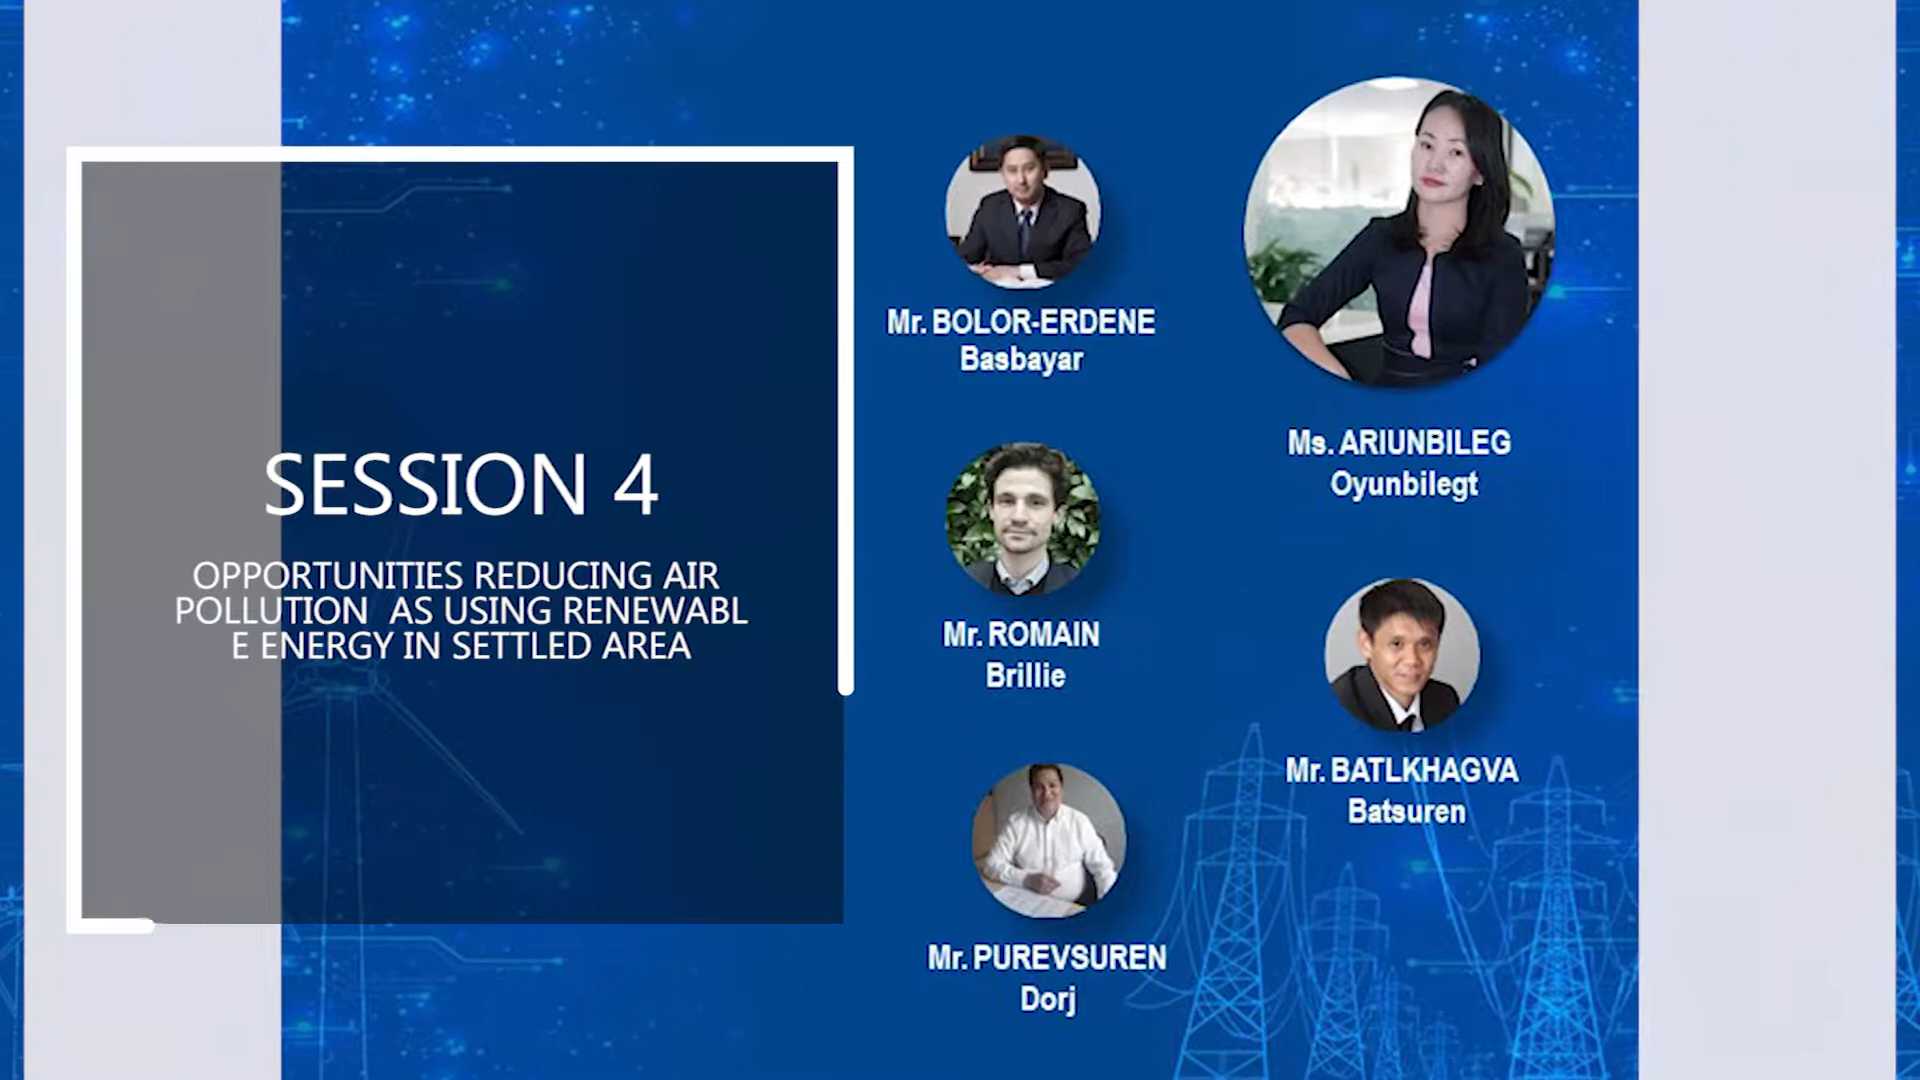 SESSION 4
OPPORTUNITIES REDUCING AIR
POLLUTION AS USING RENEWABL
E ENERGY IN SETTLED AREA
Mr. BOLOR-ERDENE
Basbayar
Ms. ARIUNBILEG
Oyunbilegt
Mr. ROMAIN
Brillie
Mr. BATLKHAGVA
Batsuren
Mr. PUREVSUREN
Dorj